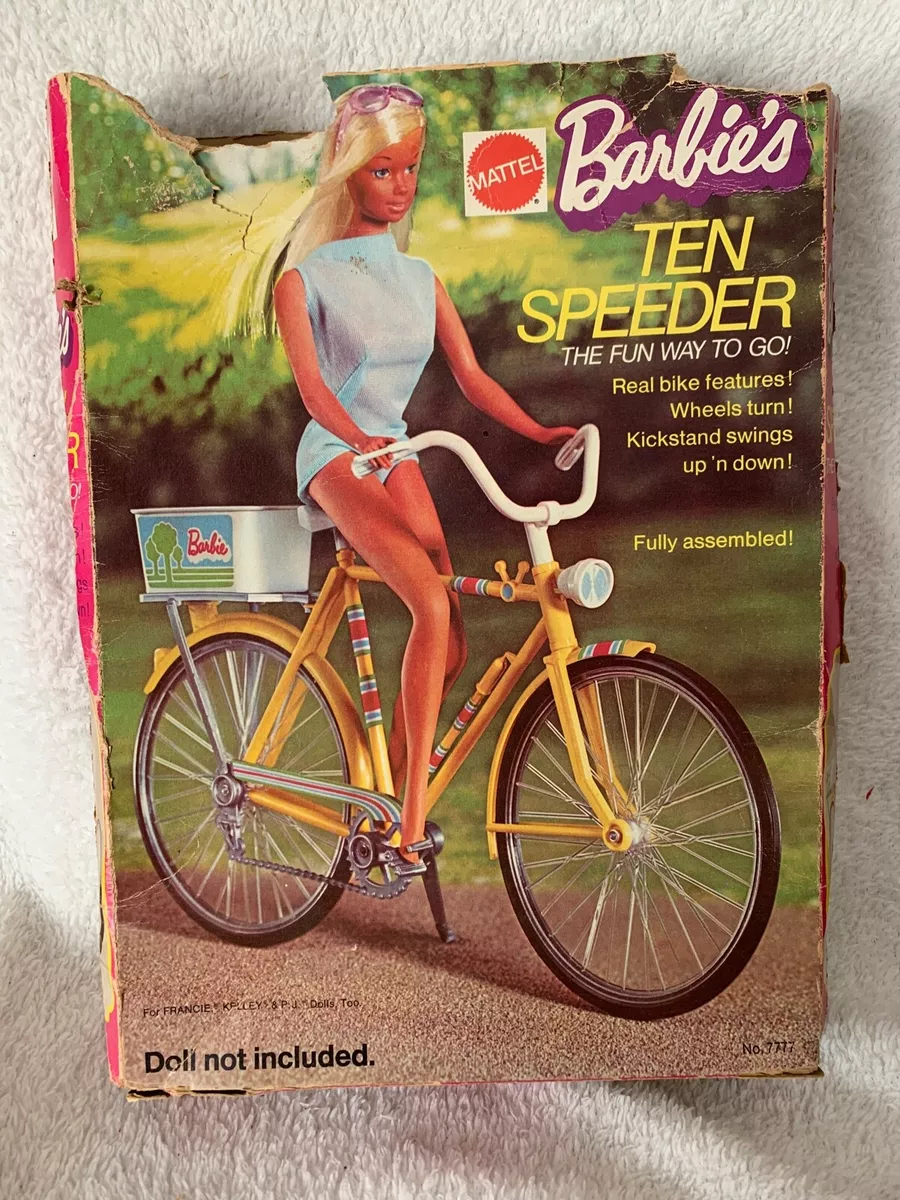 MATTEL
Barbie's
TEN
SPEEDER
THE FUN WAY TO GO!
Real bike features!
Wheels turn!
Kickstand swings
up 'n down!
Fully assembled!
Barbie
For FRANCIE,® KELLEY® & P.J.™ Dolls, Too.
Doll not included.
No. 7777